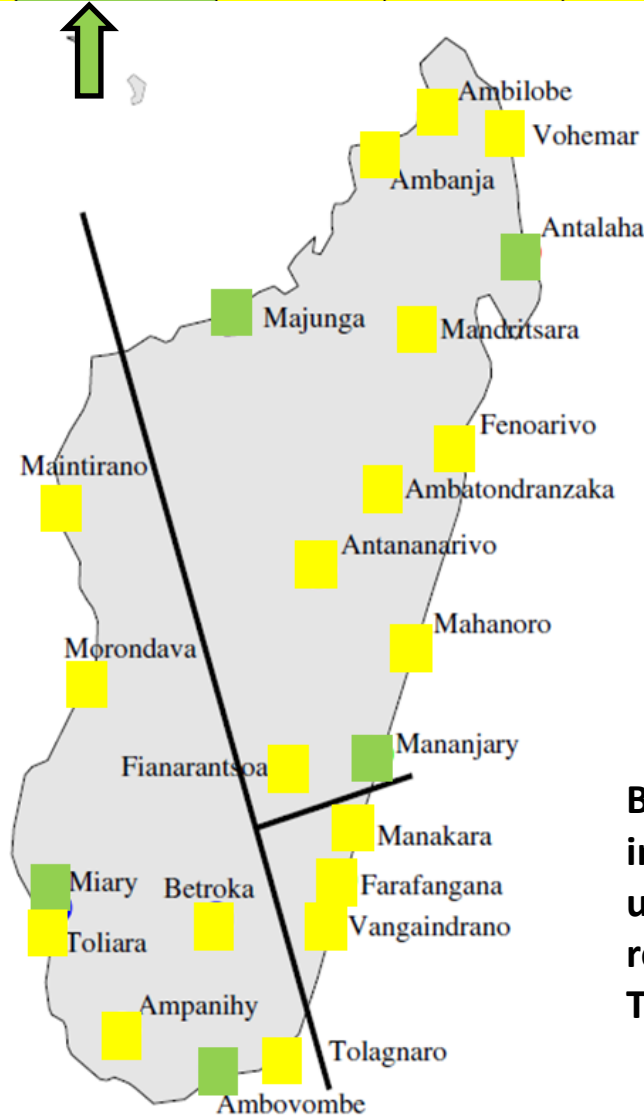 Ambilobe
Vohemar
Ambanja
Antalaha
Majunga
Mandritsara
Fenoarivo
Maintirano
Ambatondranzaka
Antananarivo
Mahanoro
Morondava
Mananjary
Fianarantsoa
Manakara
Miary
Betroka
Farafangana
Vangaindrano
Toliara
Ampanihy
Tolagnaro
Ambovombe
B
in
u
T